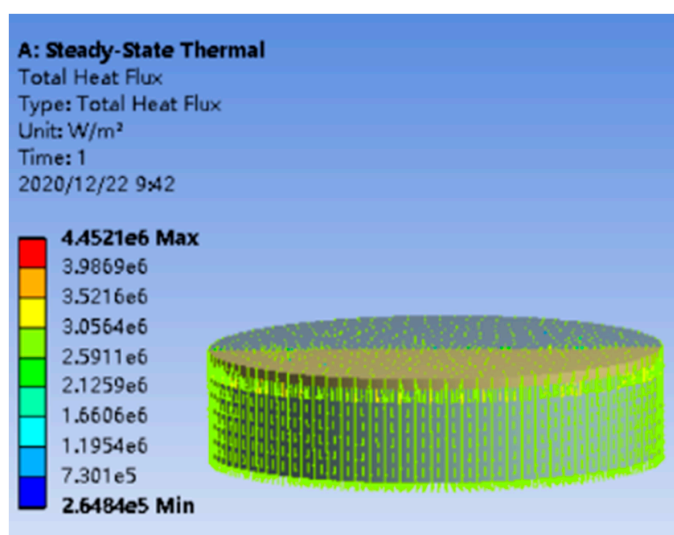 A: Steady-State Thermal
Total Heat Flux
Type: Total Heat Flux
Unit: W/m²
Time: 1
2020/12/22 9:42
4.4521e6 Max
3.9869e6
3.5216e6
3.0564e6
2.5911e6
2.1259e6
1.6606e6
1.1954e6
7.301e5
2.6484e5 Min